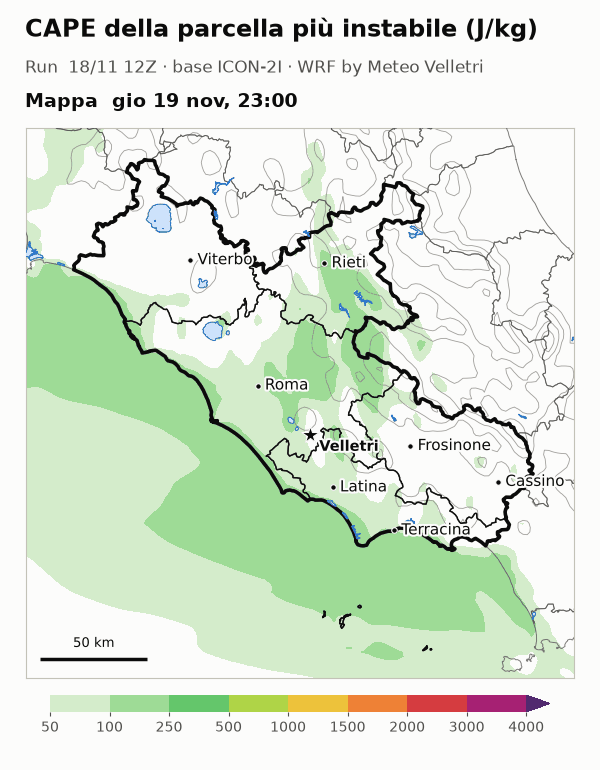 CAPE della parcella più instabile (J/kg)
Run  18/11 12Z · base ICON-2I · WRF by Meteo Velletri
Mappa  gio 19 nov, 23:00
Viterbo
Rieti
Roma
Velletri
Frosinone
Latina
Cassino
Terracina
50 km
50 100 250 500 1000 1500 2000 3000 4000